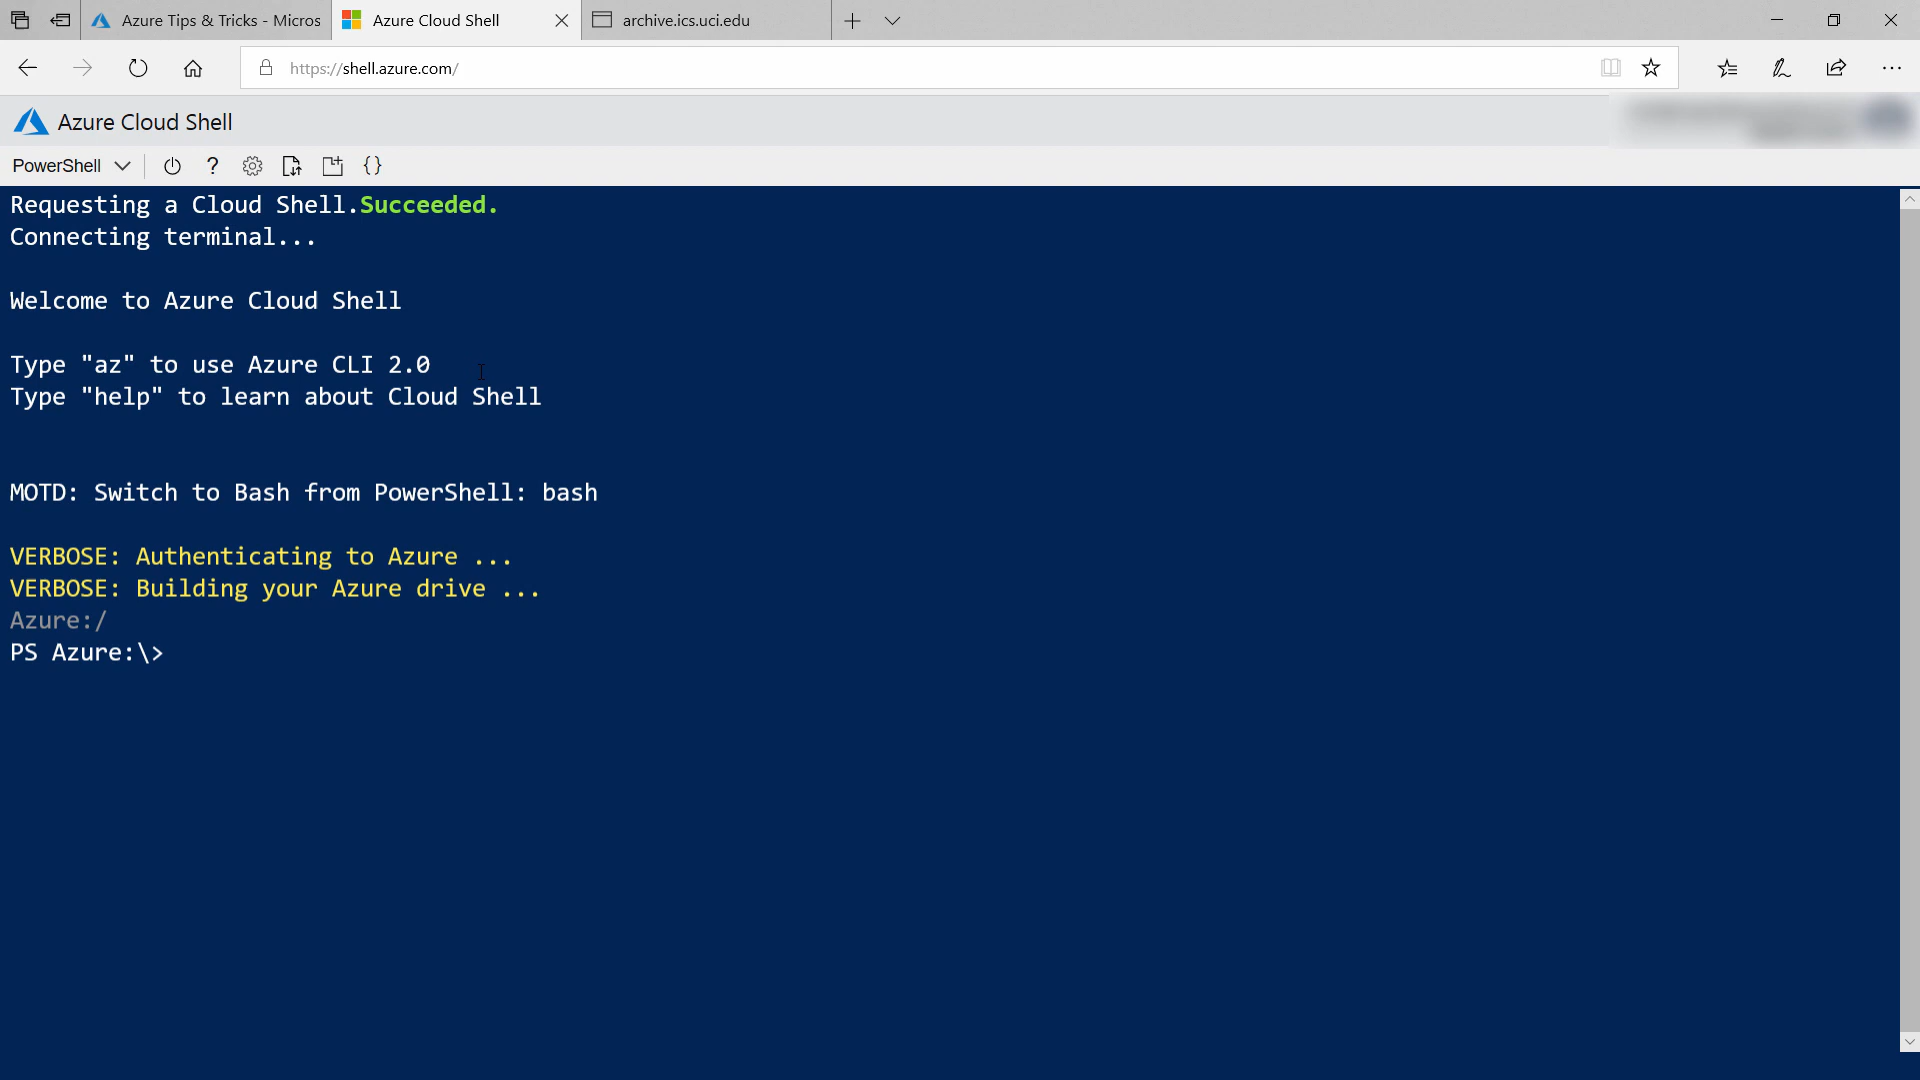 Azure Tips & Tricks - Micros
Azure Cloud Shell
archive.ics.uci.edu
https://shell.azure.com/
Azure Cloud Shell
PowerShell
?
{}
Requesting a Cloud Shell.Succeeded.
Connecting terminal...
Welcome to Azure Cloud Shell
Type "az" to use Azure CLI 2.0
Type "help" to learn about Cloud Shell
MOTD: Switch to Bash from PowerShell: bash
VERBOSE: Authenticating to Azure ...
VERBOSE: Building your Azure drive ...
Azure:/
PS Azure:\>